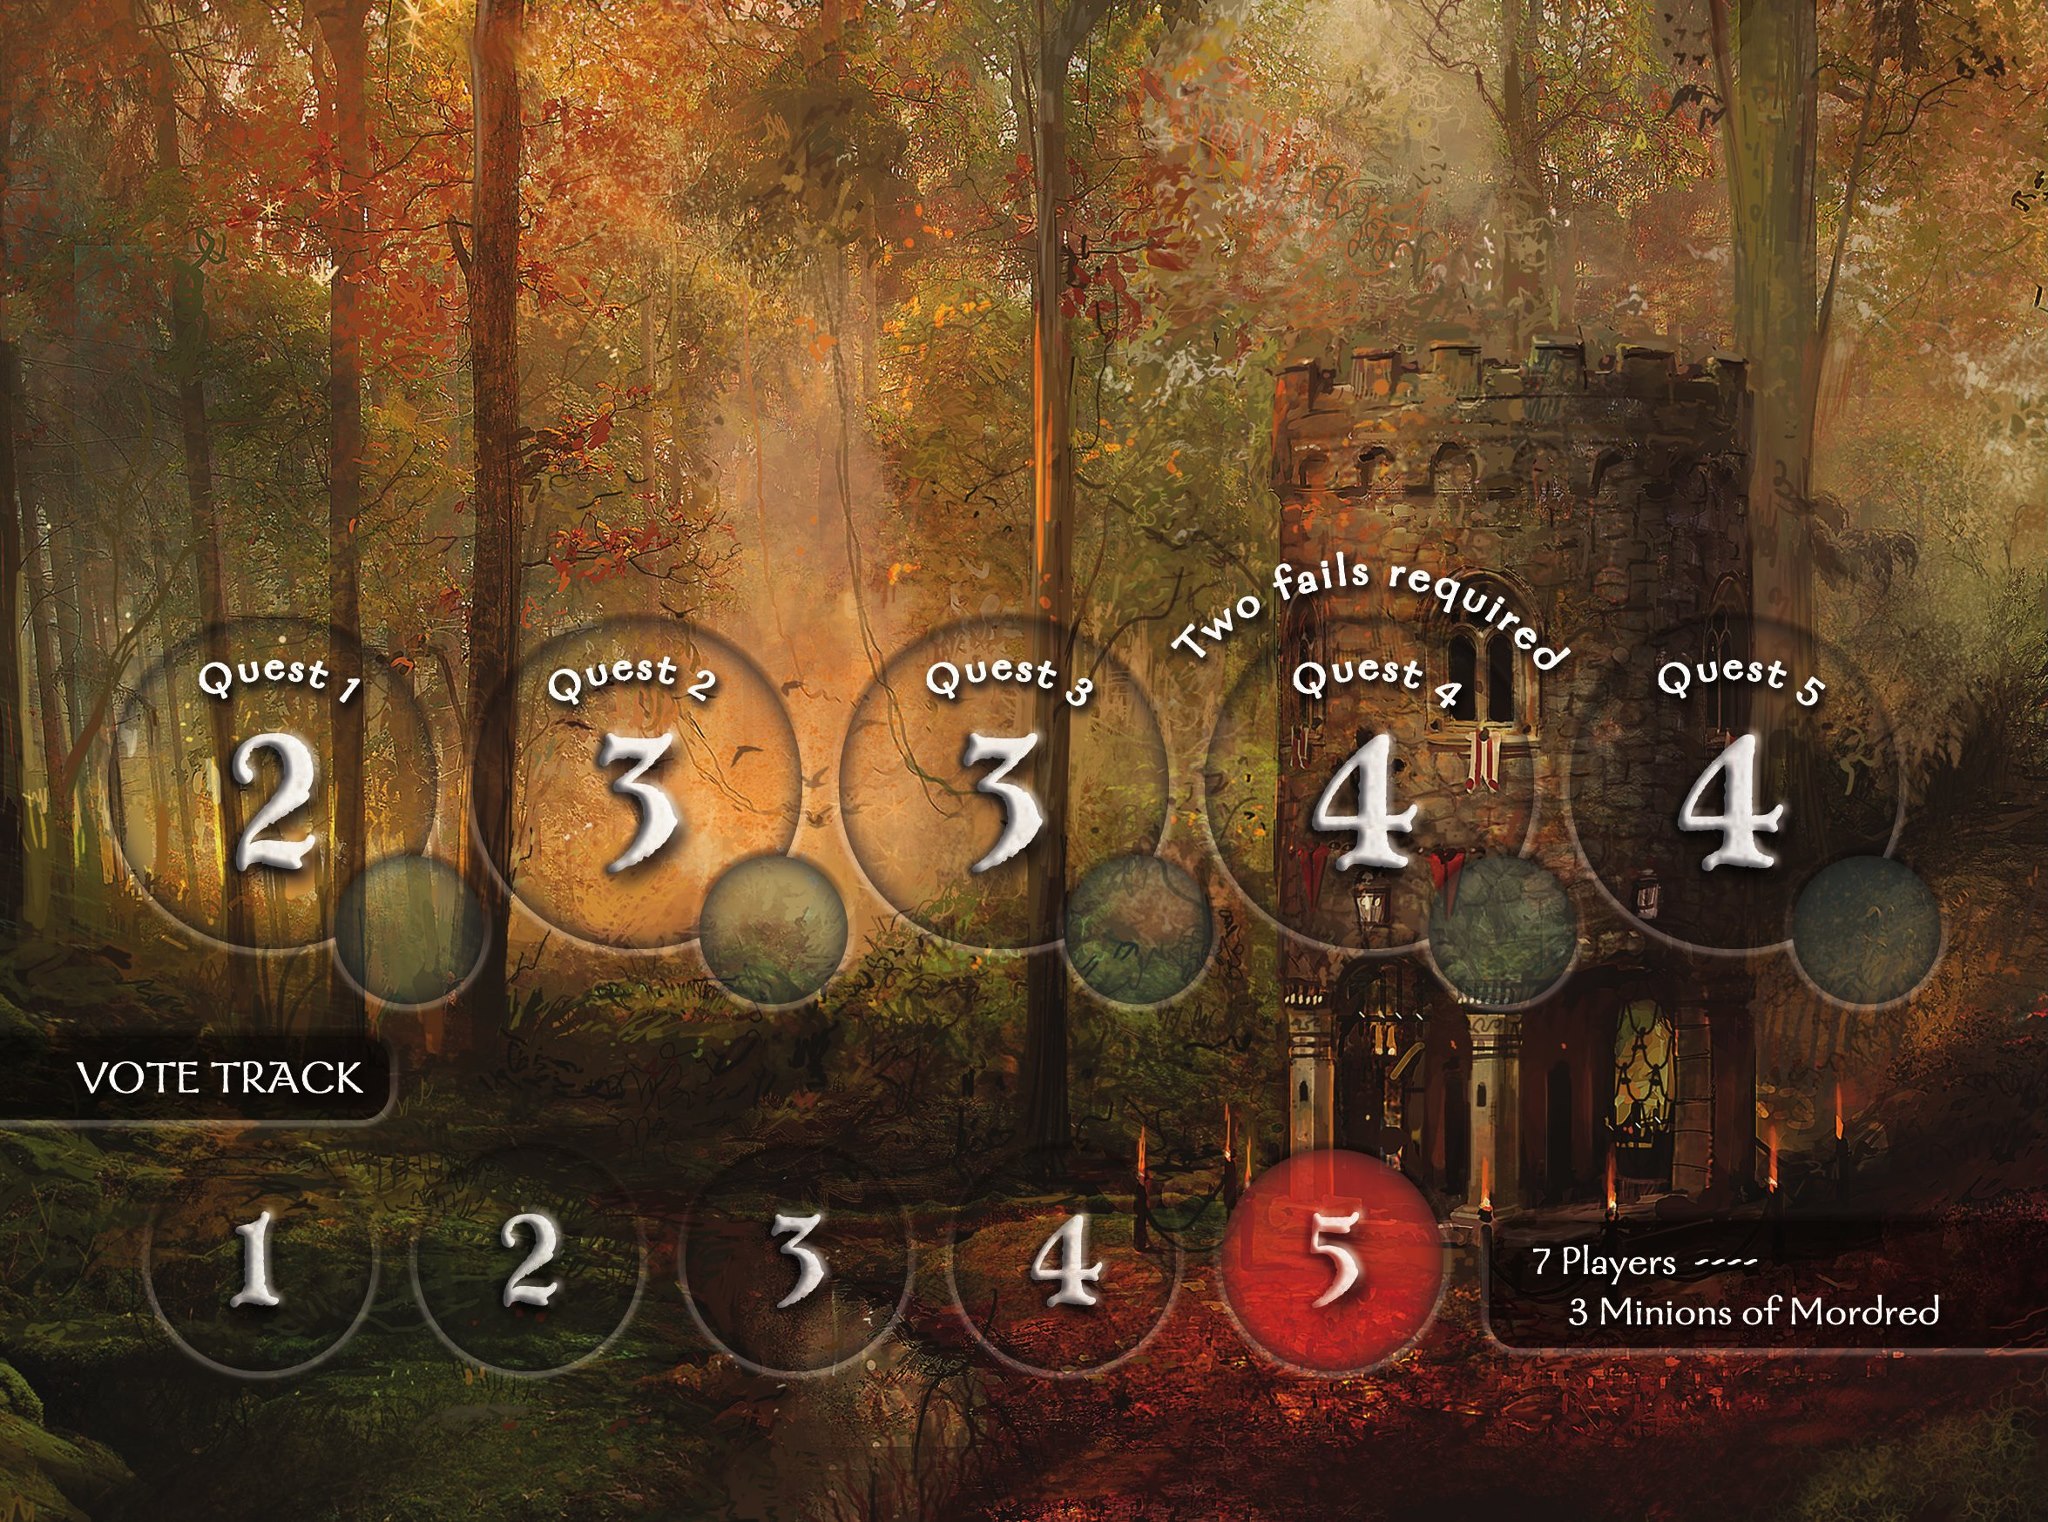 Two fails required
Quest 1
Quest 2
Quest 3
Quest 4
Quest 5
2
3
3
4
4
VOTE TRACK
1
2
3
4
5
7 Players ----
3 Minions of Mordred